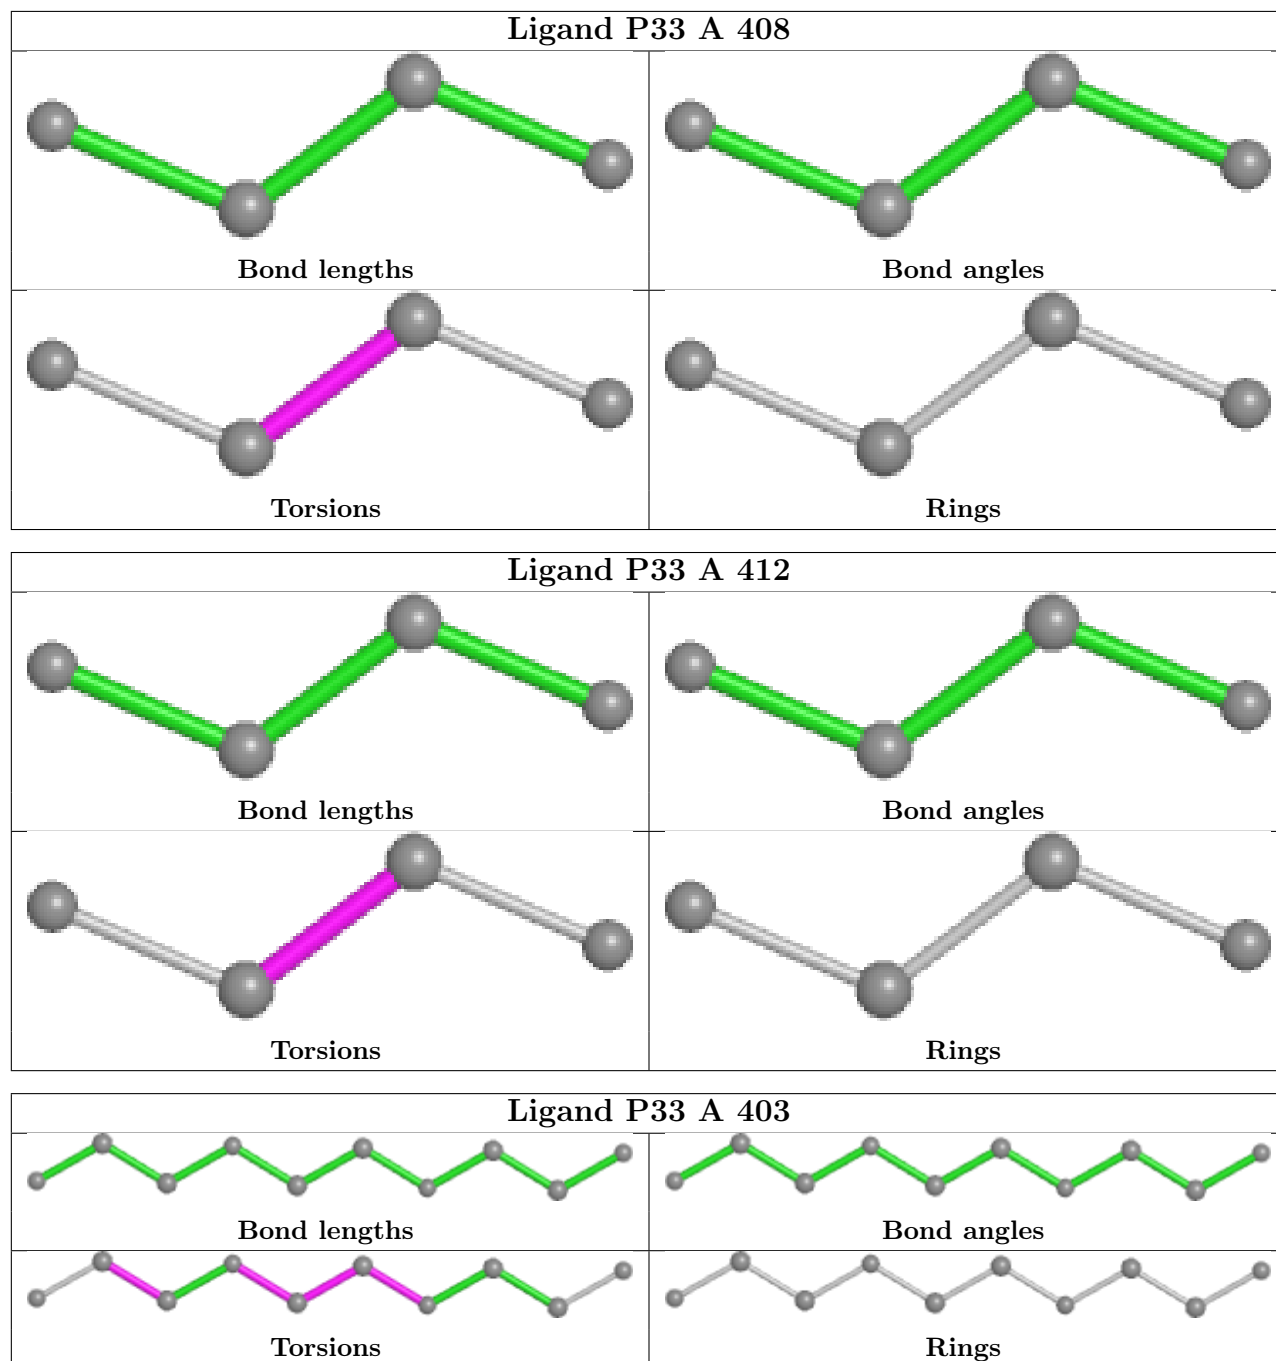 Ligand P33 A 408
Bond lengths
Bond angles
Torsions
Rings
Ligand P33 A 412
Bond lengths
Bond angles
Torsions
Rings
Ligand P33 A 403
Bond lengths
Bond angles
Torsions
Rings